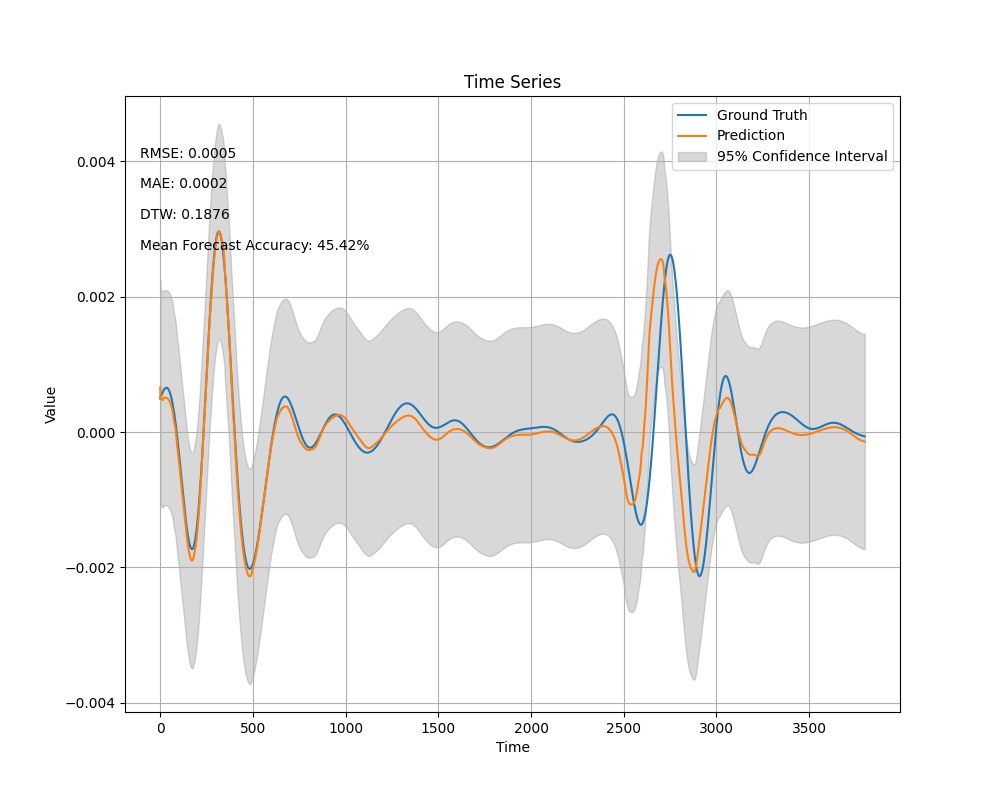 Time Series
Ground Truth
Prediction
95% Confidence Interval
RMSE: 0.0005
MAE: 0.0002
DTW: 0.1876
Mean Forecast Accuracy: 45.42%
Value
0.004
0.002
0.000
−0.002
−0.004
0 500 1000 1500 2000 2500 3000 3500
Time